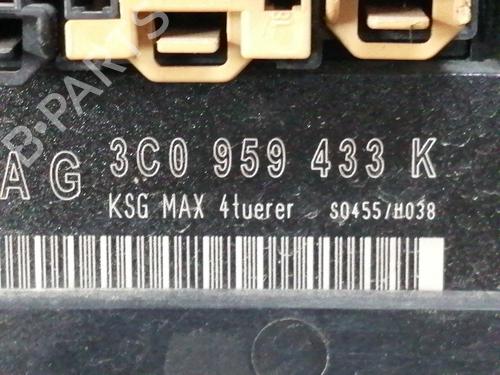 AG 3C0 959 433 K
KSG MAX 4tuerer S0455/H038
B-PARTS